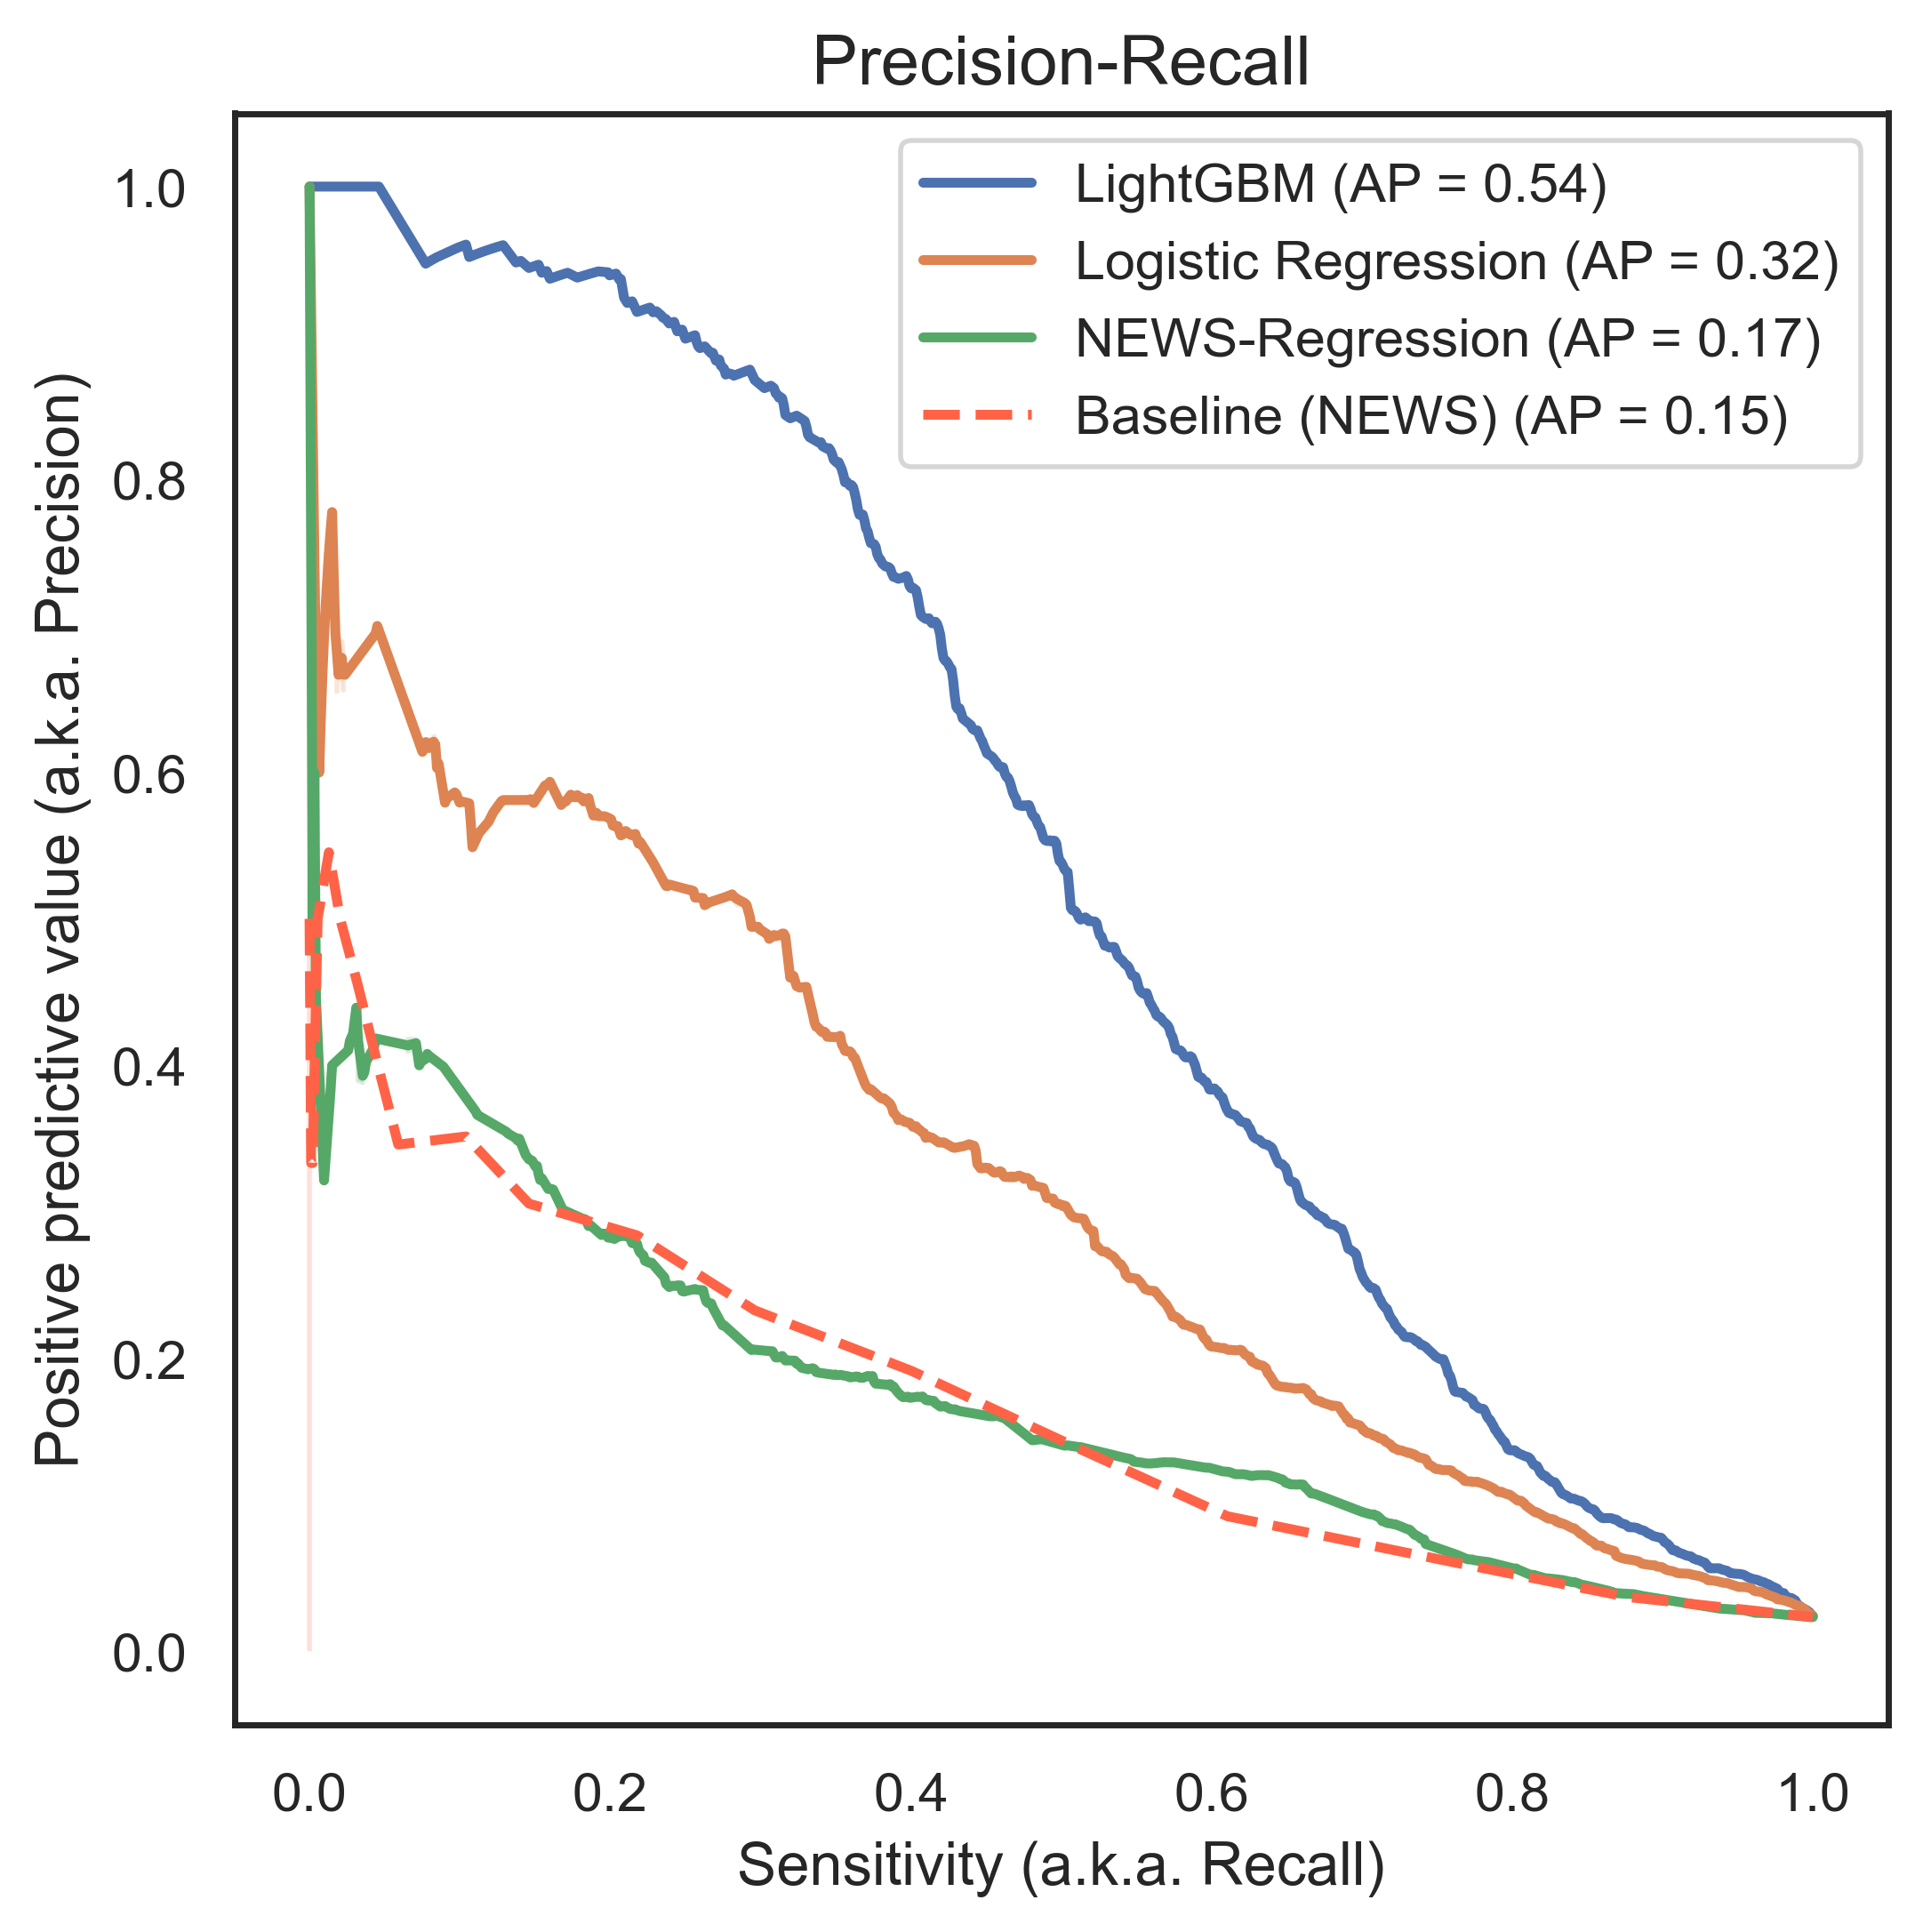 Precision-Recall
LightGBM (AP = 0.54)
Logistic Regression (AP = 0.32)
NEWS-Regression (AP = 0.17)
Baseline (NEWS) (AP = 0.15)
Positive predictive value (a.k.a. Precision)
1.0
0.8
0.6
0.4
0.2
0.0
0.0 0.2 0.4 0.6 0.8 1.0
Sensitivity (a.k.a. Recall)